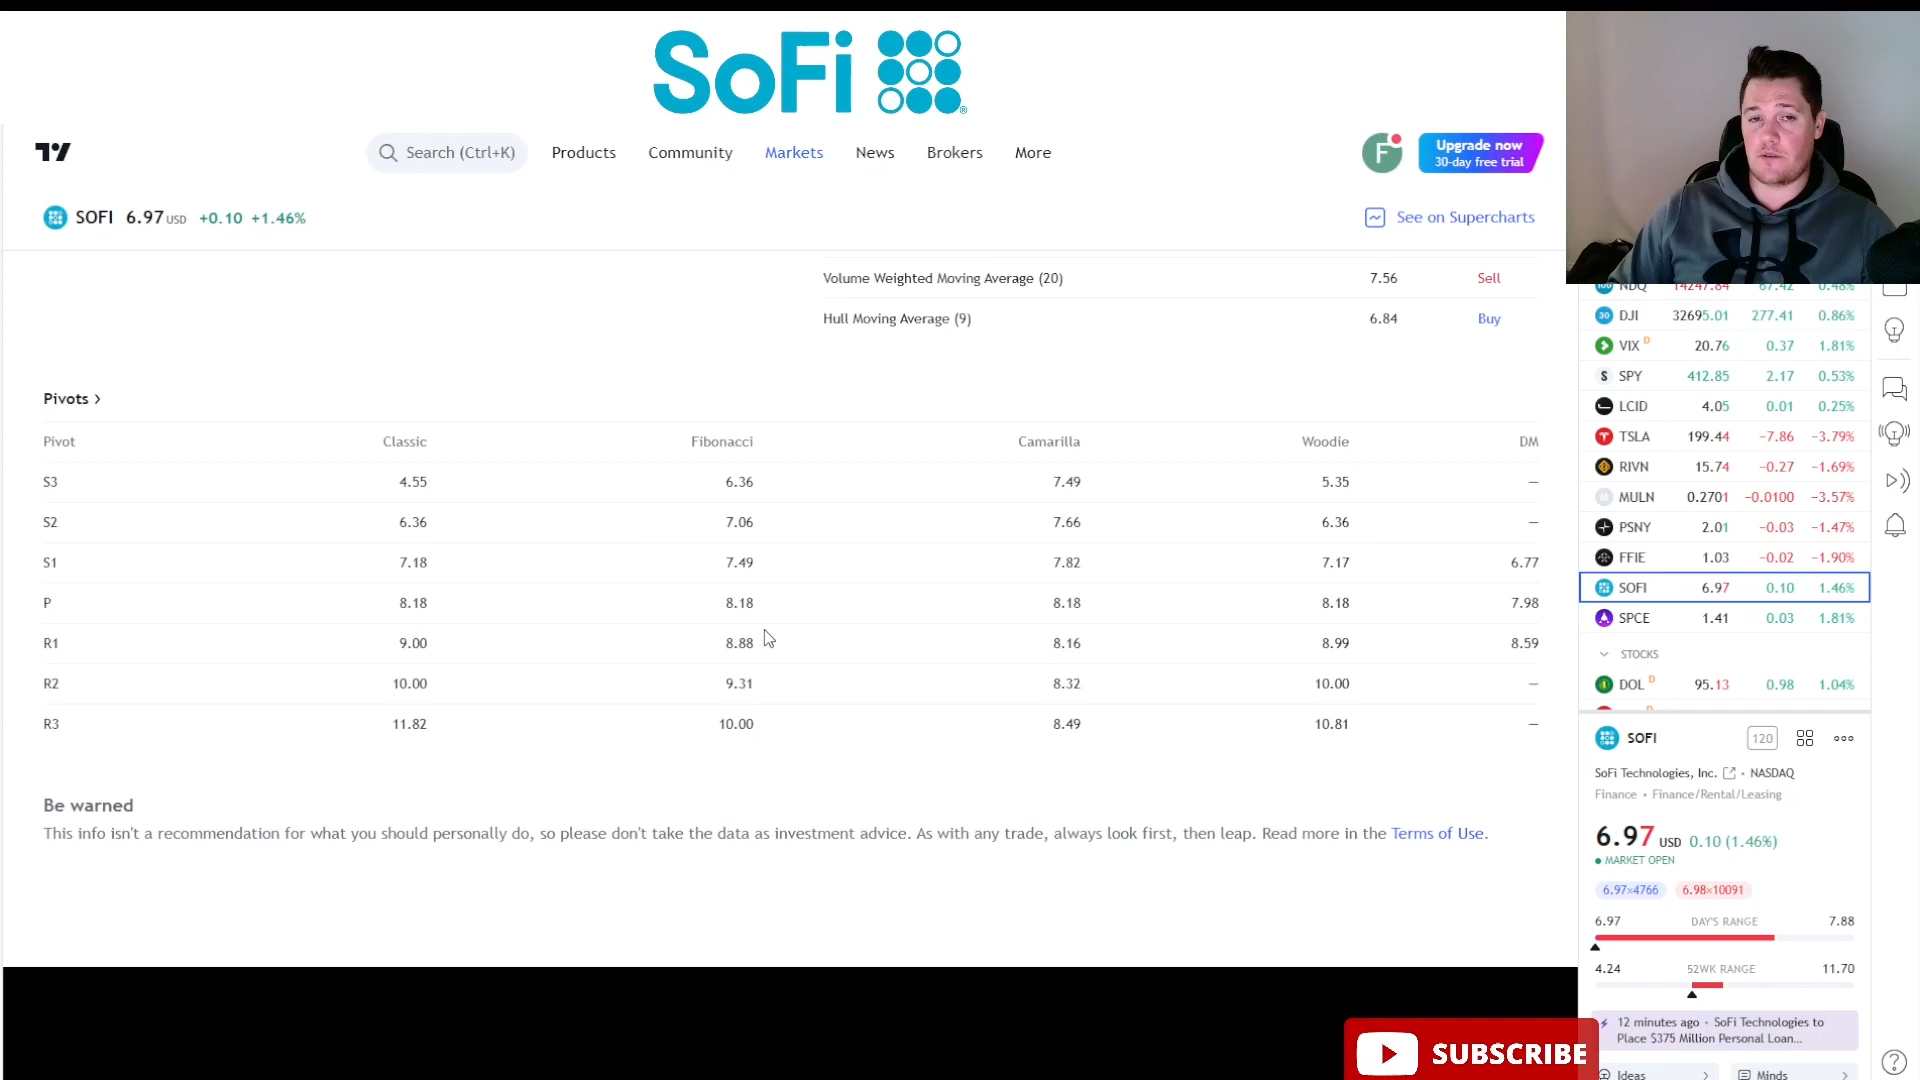 SoFi
Search (Ctrl+K) Products Community Markets News Brokers More
F
Upgrade now
30-day free trial
SOFI 6.97 USD +0.10 +1.46%
See on Supercharts
Volume Weighted Moving Average (20) 7.56 Sell
Hull Moving Average (9) 6.84 Buy
Pivots >
Pivot Classic Fibonacci Camarilla Woodie DM
S3 4.55 6.36 7.49 5.35 —
S2 6.36 7.06 7.66 6.36 —
S1 7.18 7.49 7.82 7.17 6.77
P 8.18 8.18 8.18 8.18 7.98
R1 9.00 8.88 8.16 8.99 8.59
R2 10.00 9.31 8.32 10.00 —
R3 11.82 10.00 8.49 10.81 —
Be warned
This info isn't a recommendation for what you should personally do, so please don't take the data as investment advice. As with any trade, always look first, then leap. Read more in the Terms of Use.
NDQ 14247.84 67.42 0.48%
30 DJI 32695.01 277.41 0.86%
VIX D 20.76 0.37 1.81%
S SPY 412.85 2.17 0.53%
LCID 4.05 0.01 0.25%
TSLA 199.44 −7.86 −3.79%
RIVN 15.74 −0.27 −1.69%
MULN 0.2701 −0.0100 −3.57%
PSNY 2.01 −0.03 −1.47%
FFIE 1.03 −0.02 −1.90%
SOFI 6.97 0.10 1.46%
SPCE 1.41 0.03 1.81%
STOCKS
DOL D 95.13 0.98 1.04%
SOFI 120
SoFi Technologies, Inc. • NASDAQ
Finance • Finance/Rental/Leasing
6.97 USD 0.10 (1.46%)
MARKET OPEN
6.97×4766 6.98×10091
6.97 DAY'S RANGE 7.88
4.24 52WK RANGE 11.70
12 minutes ago • SoFi Technologies to
Place $375 Million Personal Loan...
Ideas > Minds >
SUBSCRIBE